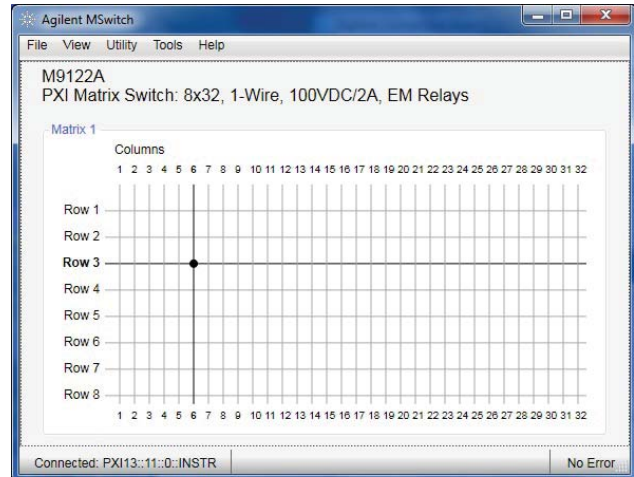 Agilent MSwitch
File View Utility Tools Help
M9122A
PXI Matrix Switch: 8x32, 1-Wire, 100VDC/2A, EM Relays
Matrix 1
Columns
1 2 3 4 5 6 7 8 9 10 11 12 13 14 15 16 17 18 19 20 21 22 23 24 25 26 27 28 29 30 31 32
Row 1
Row 2
Row 3
Row 4
Row 5
Row 6
Row 7
Row 8
1 2 3 4 5 6 7 8 9 10 11 12 13 14 15 16 17 18 19 20 21 22 23 24 25 26 27 28 29 30 31 32
Connected: PXI13::11::0::INSTR No Error